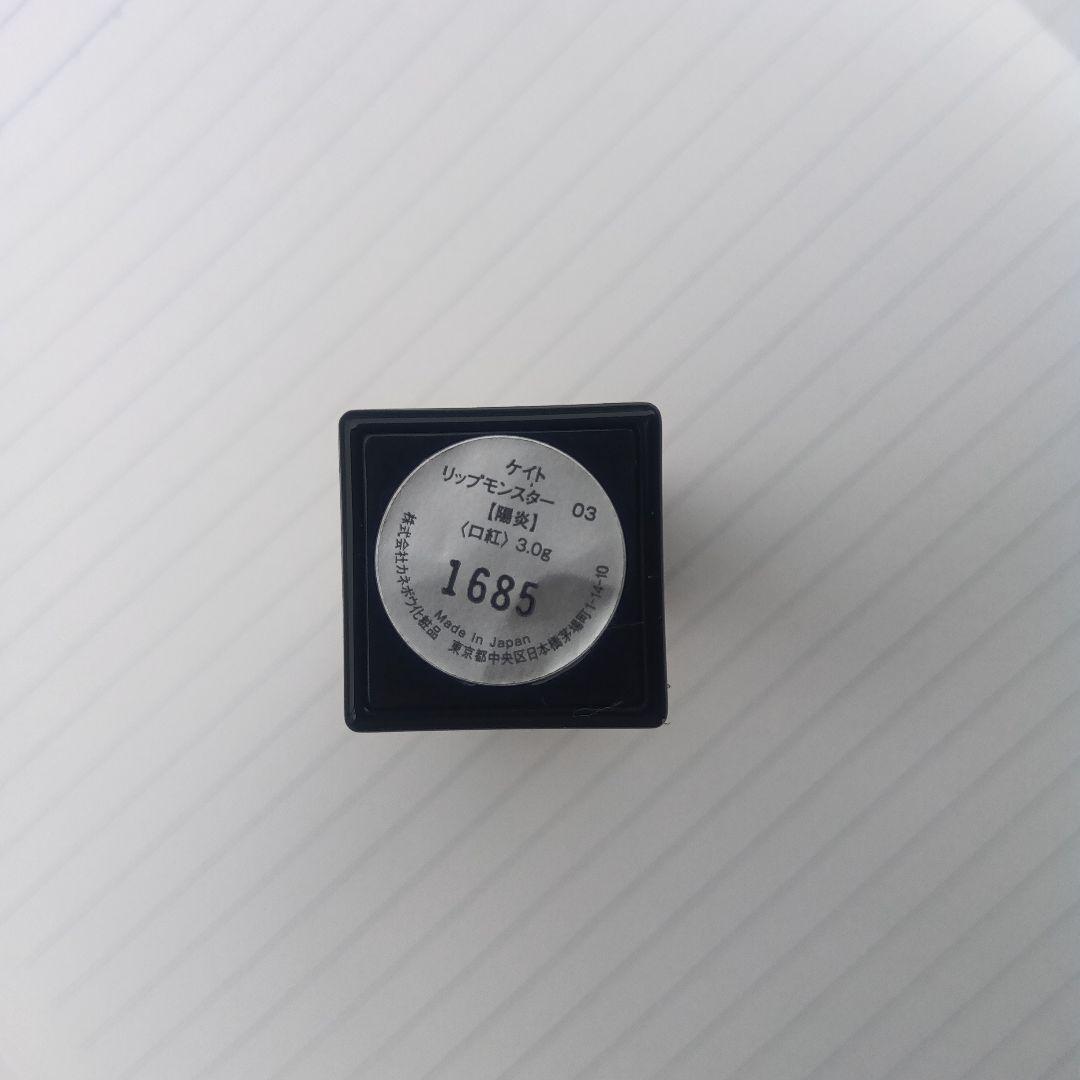 ケイト
リップモンスター 03
【陽炎】
〈口紅〉 3.0g
1685
Made in Japan
株式会社カネボウ化粧品 東京都中央区日本橋茅場町1-14-10